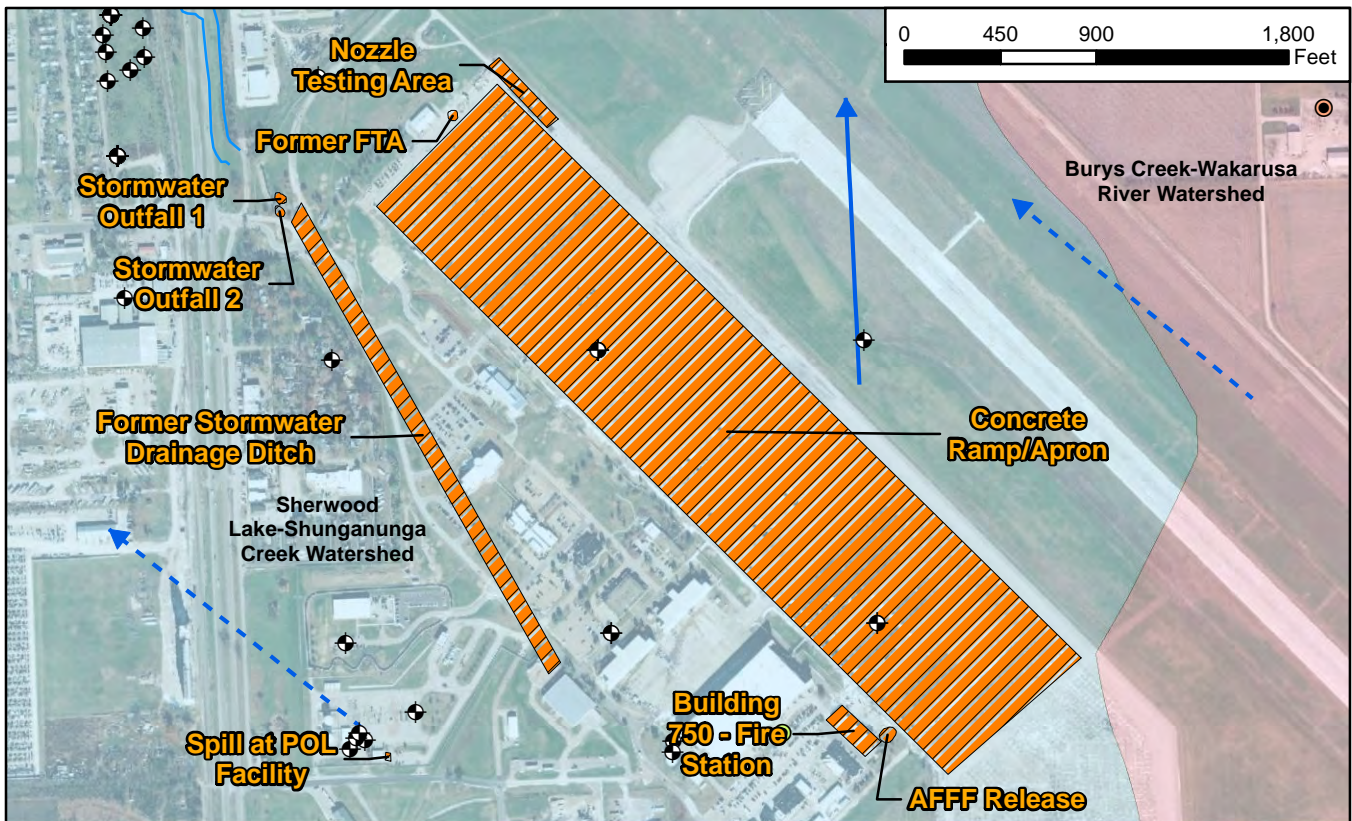 0 450 900 1,800
Feet
Nozzle
Testing Area
Former FTA
Burys Creek-Wakarusa
River Watershed
Stormwater
Outfall 1
Stormwater
Outfall 2
Former Stormwater
Drainage Ditch
Concrete
Ramp/Apron
Sherwood
Lake-Shunganunga
Creek Watershed
Building
750 - Fire
Station
Spill at POL
Facility
AFFF Release